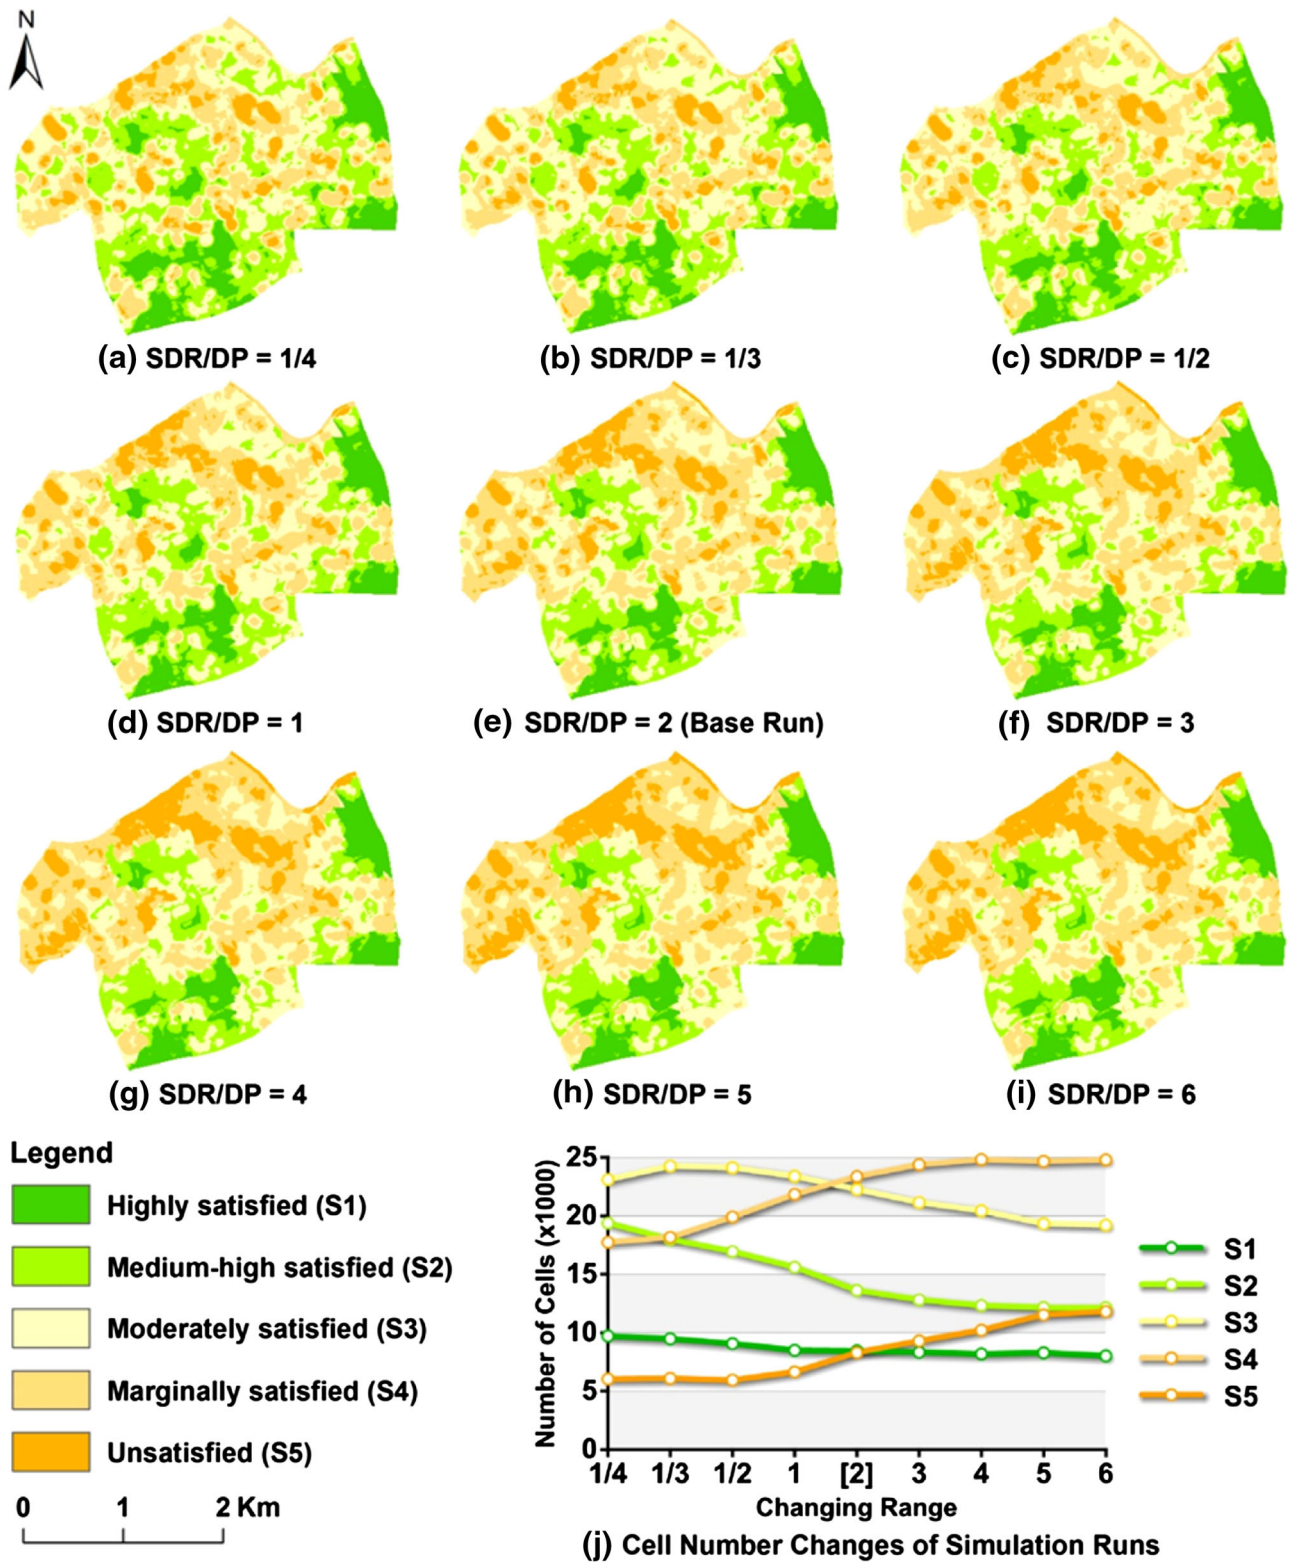 N
(a) SDR/DP = 1/4
(b) SDR/DP = 1/3
(c) SDR/DP = 1/2
(d) SDR/DP = 1
(e) SDR/DP = 2 (Base Run)
(f) SDR/DP = 3
(g) SDR/DP = 4
(h) SDR/DP = 5
(i) SDR/DP = 6
Legend
Highly satisfied (S1)
Medium-high satisfied (S2)
Moderately satisfied (S3)
Marginally satisfied (S4)
Unsatisfied (S5)
0 1 2 Km
Number of Cells (x1000)
25
20
15
10
5
0
1/4 1/3 1/2 1 [2] 3 4 5 6
Changing Range
S1
S2
S3
S4
S5
(j) Cell Number Changes of Simulation Runs